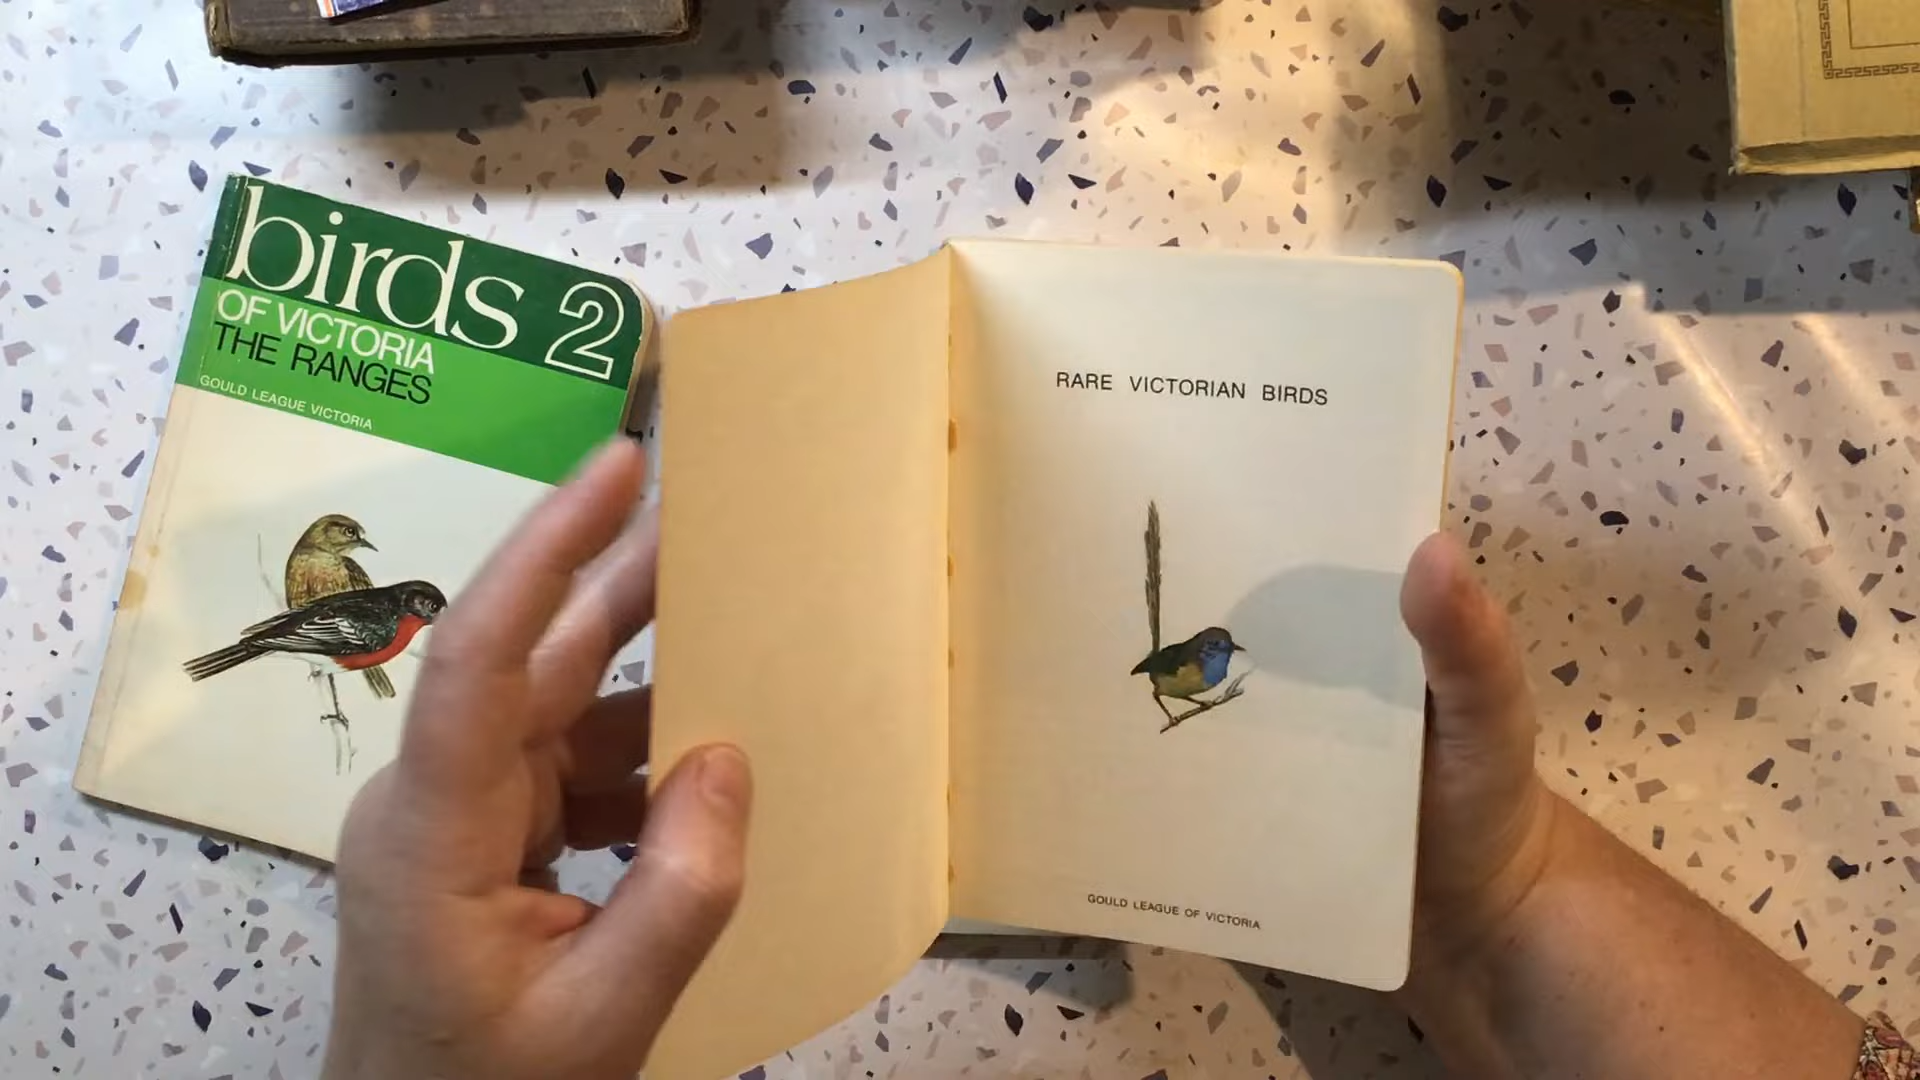 birds 2
OF VICTORIA
THE RANGES
GOULD LEAGUE VICTORIA
RARE VICTORIAN BIRDS
GOULD LEAGUE OF VICTORIA